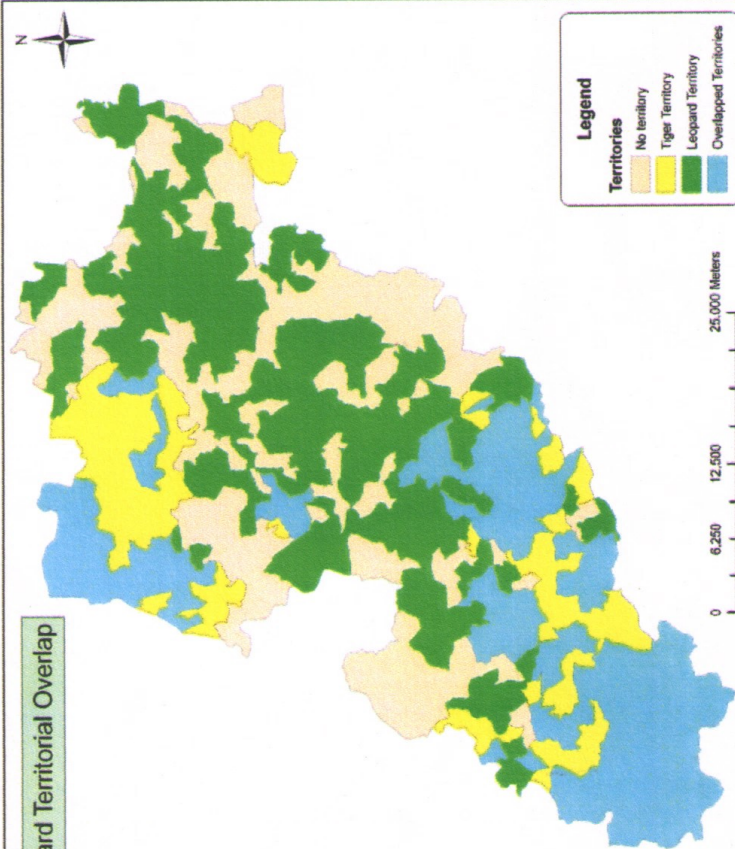 ard Territorial Overlap
N
Legend
Territories
No territory
Tiger Territory
Leopard Territory
Overlapped Territories
0 6,250 12,500 25,000 Meters